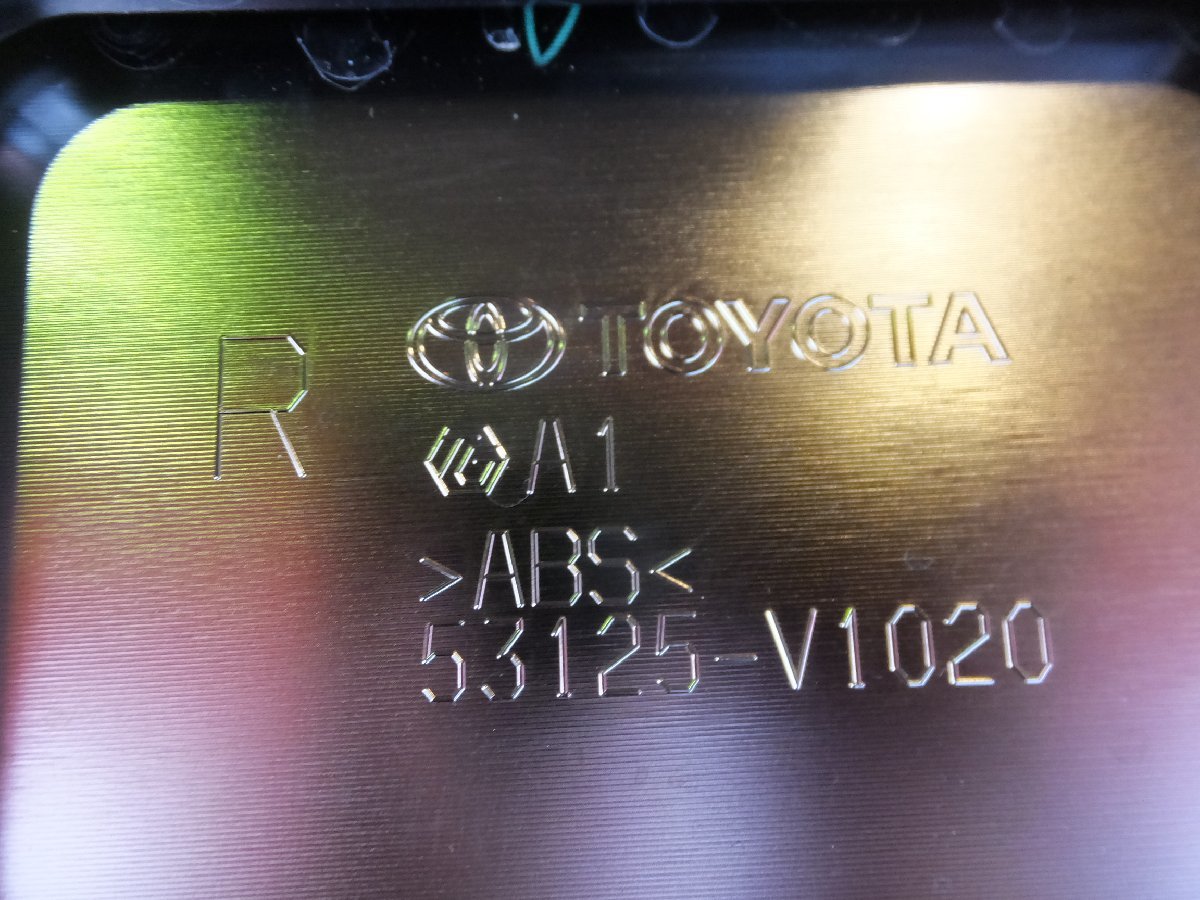 R
TOYOTA
A1
>ABS<
53125-V1020